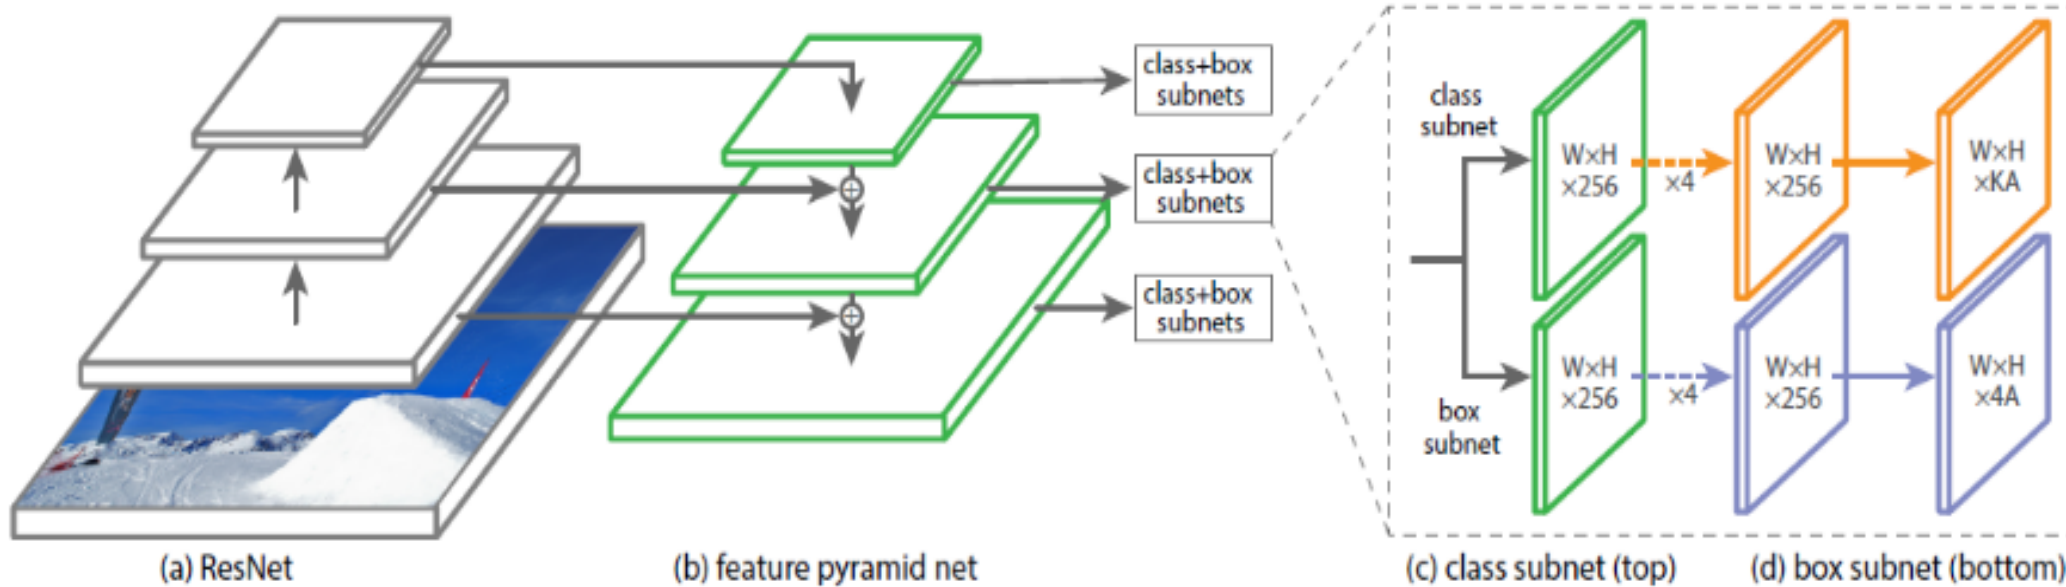 class+box
subnets
class+box
subnets
class+box
subnets
class
subnet
W×H
×256
×4
W×H
×256
W×H
×KA
box
subnet
W×H
×256
×4
W×H
×256
W×H
×4A
(a) ResNet
(b) feature pyramid net
(c) class subnet (top)
(d) box subnet (bottom)